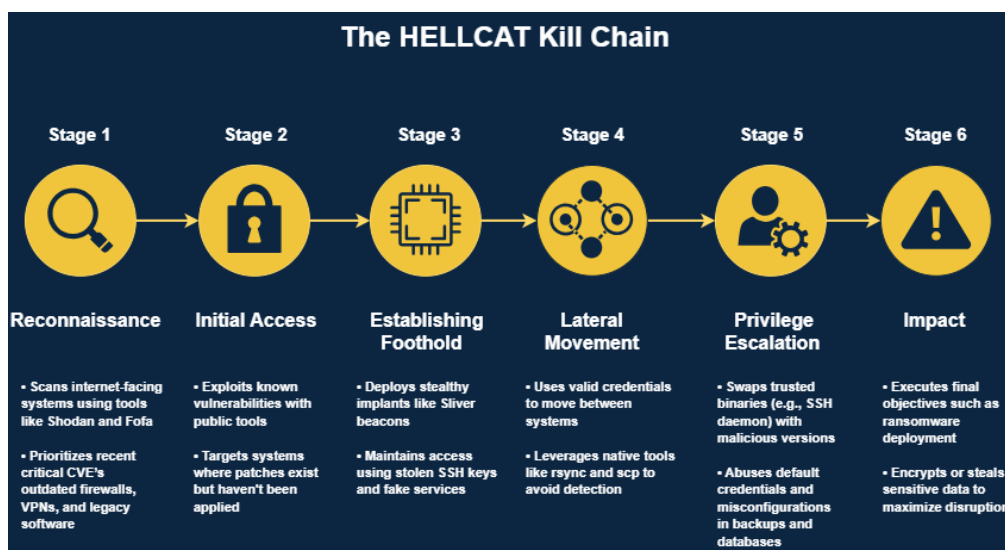 The HELLCAT Kill Chain
Stage 1
Stage 2
Stage 3
Stage 4
Stage 5
Stage 6
Reconnaissance
▪ Scans internet-facing
systems using tools
like Shodan and Fofa
▪ Prioritizes recent
critical CVE's
outdated firewalls,
VPNs, and legacy
software
Initial Access
▪ Exploits known
vulnerabilities with
public tools
▪ Targets systems
where patches exist
but haven't been
applied
Establishing
Foothold
▪ Deploys stealthy
implants like Sliver
beacons
▪ Maintains access
using stolen SSH keys
and fake services
Lateral
Movement
▪ Uses valid credentials
to move between
systems
▪ Leverages native tools
like rsync and scp to
avoid detection
Privilege
Escalation
▪ Swaps trusted
binaries (e.g., SSH
daemon) with
malicious versions
▪ Abuses default
credentials and
misconfigurations
in backups and
databases
Impact
▪ Executes final
objectives such as
ransomware
deployment
▪ Encrypts or steals
sensitive data to
maximize disruption